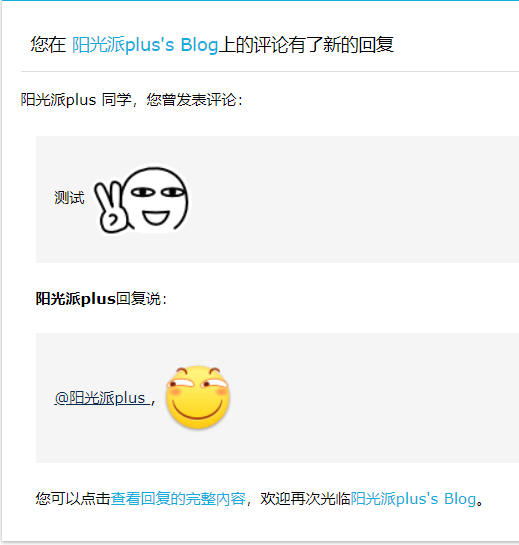 您在 阳光派plus's Blog上的评论有了新的回复
阳光派plus 同学，您曾发表评论：
测试
阳光派plus回复说：
@阳光派plus ，
您可以点击查看回复的完整内容，欢迎再次光临阳光派plus's Blog。